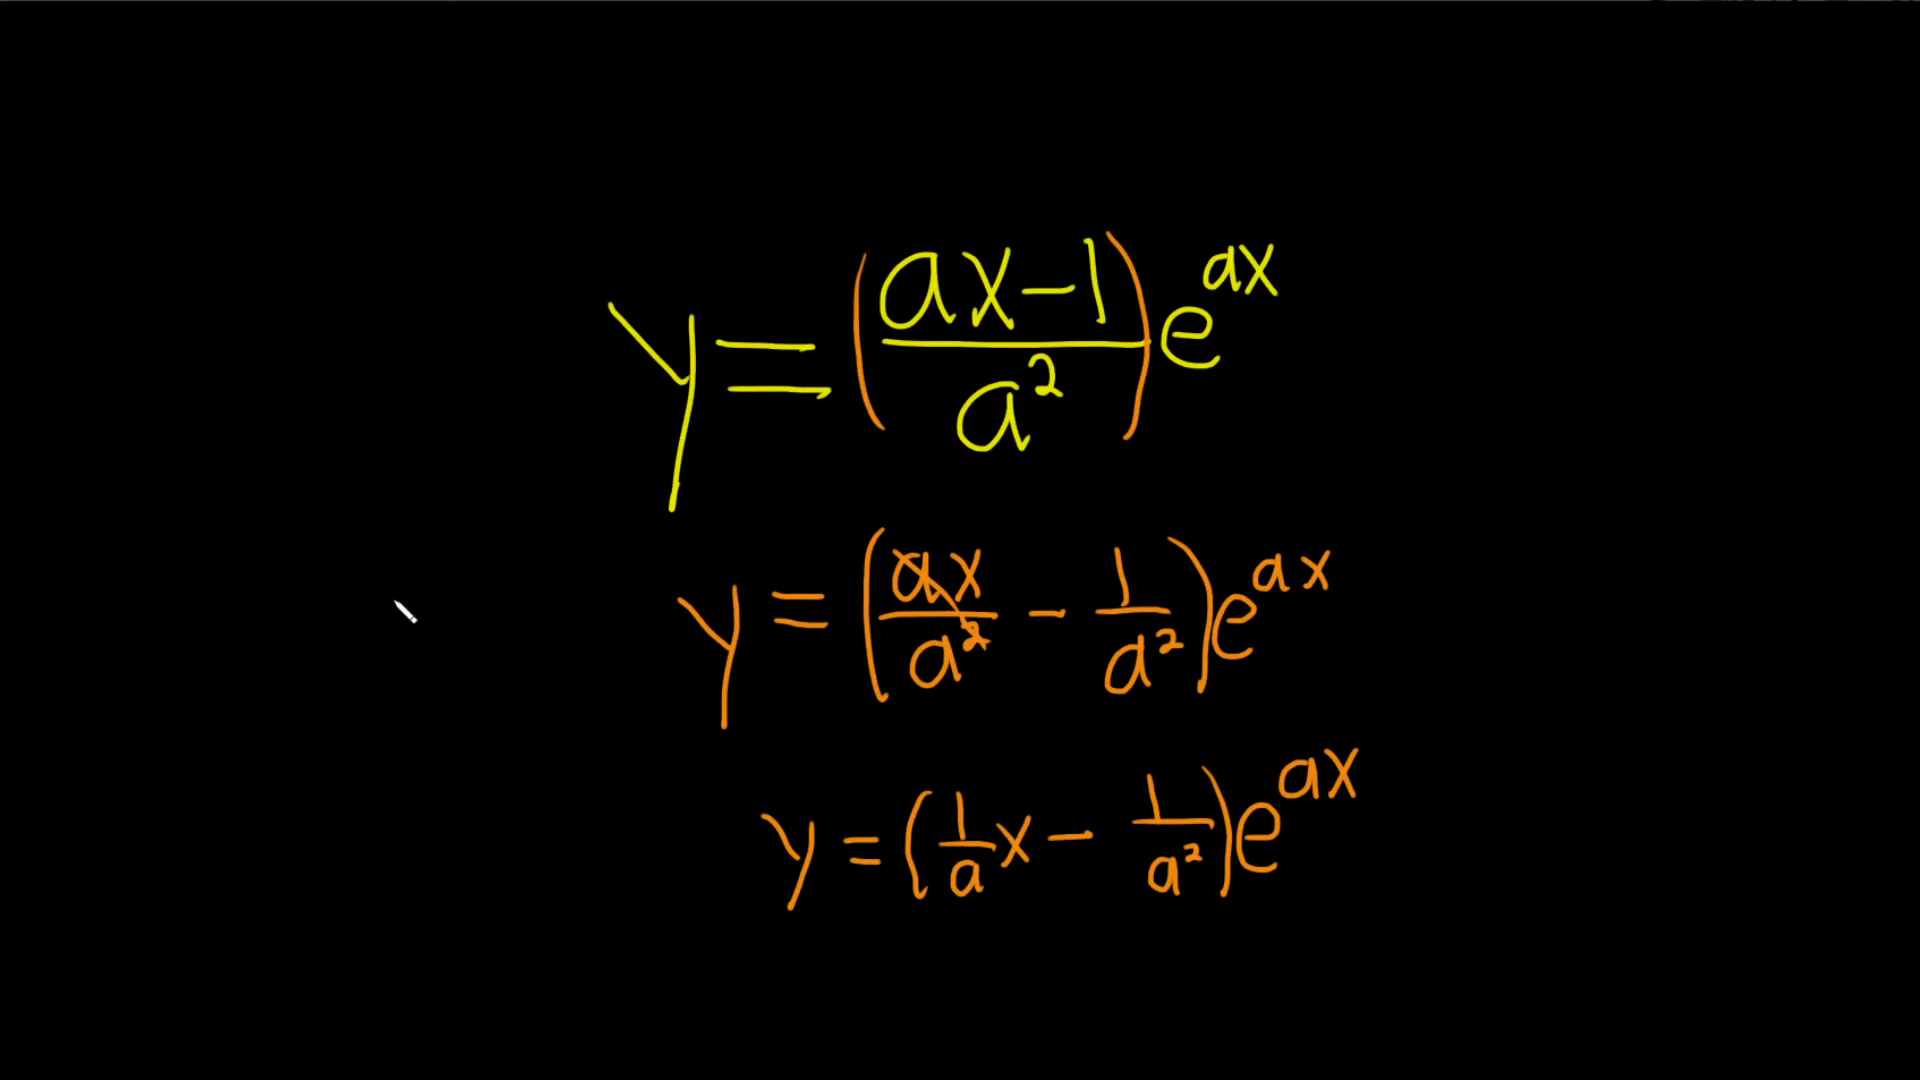 y = (ax-1/a²)e^ax
y = (ax/a² - 1/a²)e^ax
y = (1/a x - 1/a²)e^ax